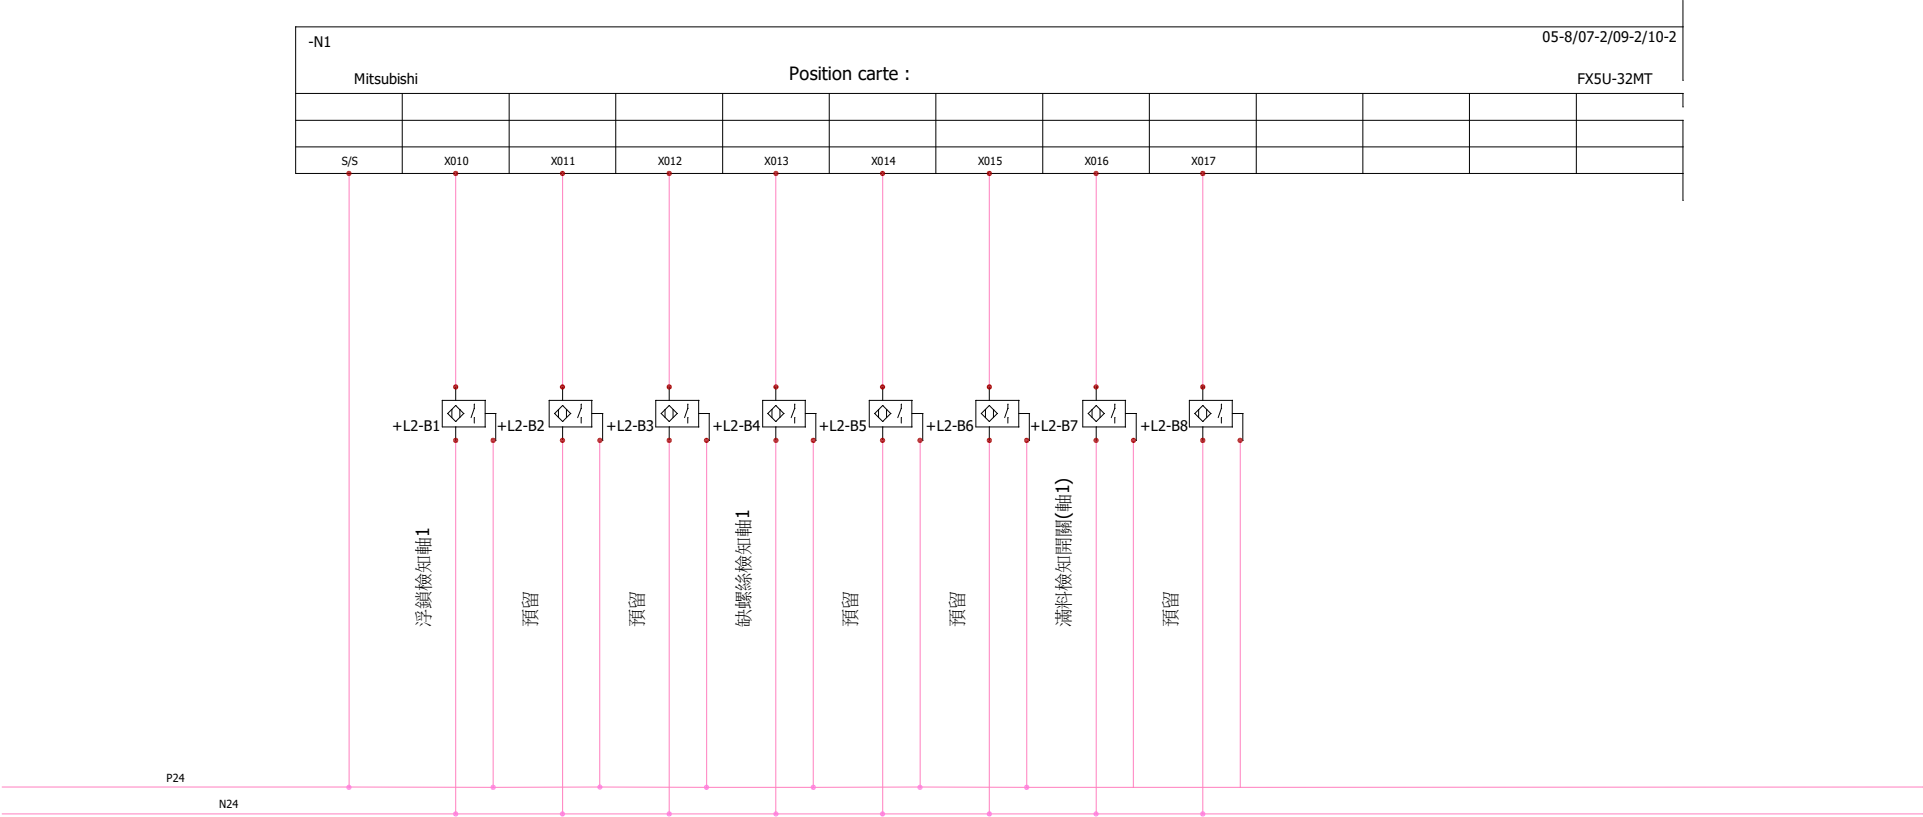 -N1
05-8/07-2/09-2/10-2
Mitsubishi
Position carte :
FX5U-32MT
S/S
X010
X011
X012
X013
X014
X015
X016
X017
+L2-B1
+L2-B2
+L2-B3
+L2-B4
+L2-B5
+L2-B6
+L2-B7
+L2-B8
浮鎖檢知軸1
預留
預留
缺螺絲檢知軸1
預留
預留
滿料檢知開關(軸1)
預留
P24
N24